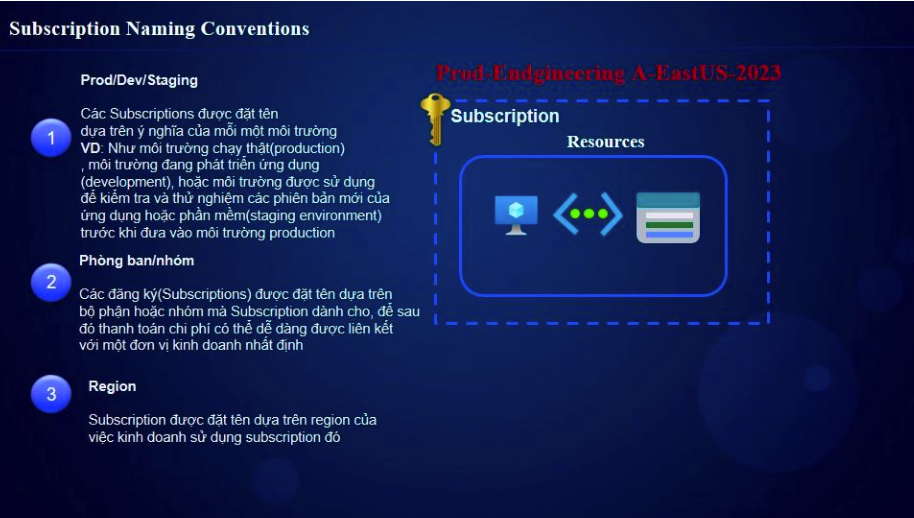 Subscription Naming Conventions
Prod/Dev/Staging
1
Các Subscriptions được đặt tên
dựa trên ý nghĩa của mỗi một môi trường
VD: Như môi trường chạy thật(production)
, môi trường đang phát triển ứng dụng
(development), hoặc môi trường được sử dụng
để kiểm tra và thử nghiệm các phiên bản mới của
ứng dụng hoặc phần mềm(staging environment)
trước khi đưa vào môi trường production
Phòng ban/nhóm
2
Các đăng ký(Subscriptions) được đặt tên dựa trên
bộ phận hoặc nhóm mà Subscription dành cho, để sau
đó thanh toán chi phí có thể dễ dàng được liên kết
với một đơn vị kinh doanh nhất định
Region
3
Subscription được đặt tên dựa trên region của
việc kinh doanh sử dụng subscription đó
Prod-Endgineering A-EastUS-2023
Subscription
Resources